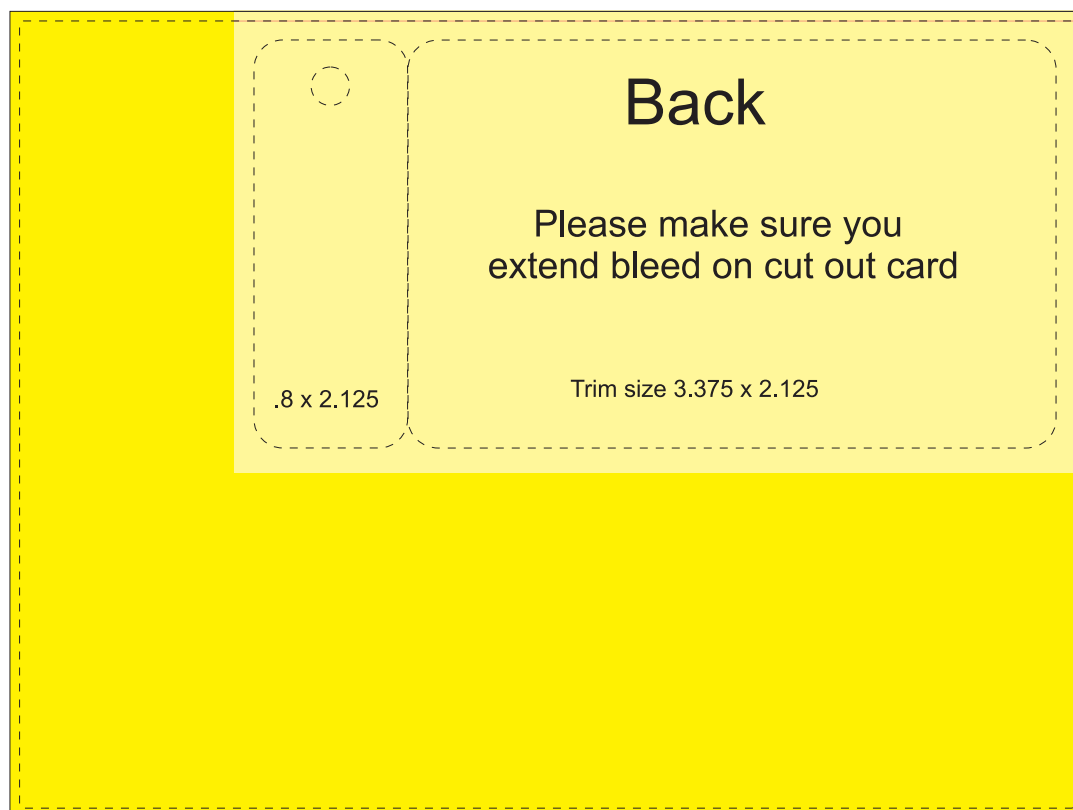 Back
Please make sure you
extend bleed on cut out card
.8 x 2.125
Trim size 3.375 x 2.125